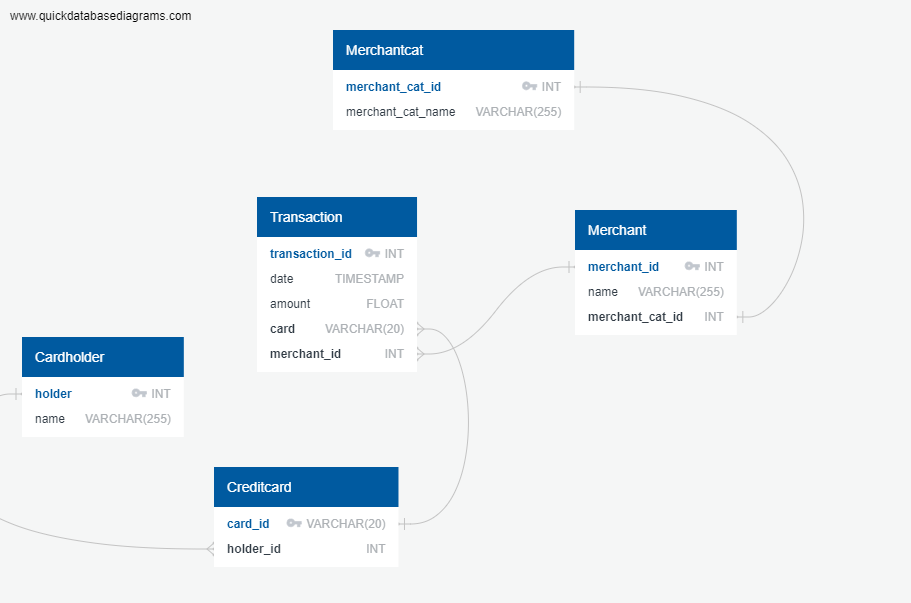 www.quickdatabasediagrams.com
Merchantcat
merchant_cat_id INT
merchant_cat_name VARCHAR(255)
Transaction
transaction_id INT
date TIMESTAMP
amount FLOAT
card VARCHAR(20)
merchant_id INT
Merchant
merchant_id INT
name VARCHAR(255)
merchant_cat_id INT
Cardholder
holder INT
name VARCHAR(255)
Creditcard
card_id VARCHAR(20)
holder_id INT